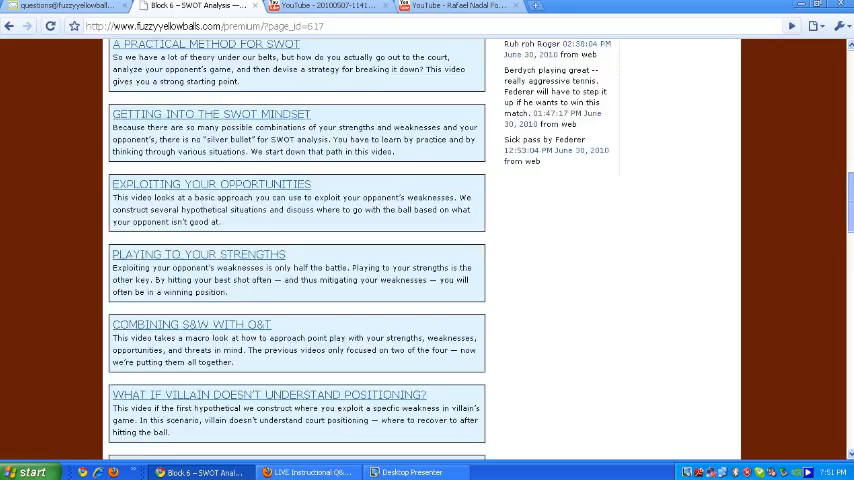 questions@fuzzyyellowball...
Block 6 – SWOT Analysis —...
YouTube - 20100507-1141...
YouTube - Rafael Nadal Po...
http://www.fuzzyyellowballs.com/premium/?page_id=617
A PRACTICAL METHOD FOR SWOT
So we have a lot of theory under our belts, but how do you actually go out to the court,
analyze your opponent's game, and then devise a strategy for breaking it down? This video
gives you a strong starting point.
GETTING INTO THE SWOT MINDSET
Because there are so many possible combinations of your strengths and weaknesses and your
opponent's, there is no "silver bullet" for SWOT analysis. You have to learn by practice and by
thinking through various situations. We start down that path in this video.
EXPLOITING YOUR OPPORTUNITIES
This video looks at a basic approach you can use to exploit your opponent's weaknesses. We
construct several hypothetical situations and discuss where to go with the ball based on what
your opponent isn't good at.
PLAYING TO YOUR STRENGTHS
Exploiting your opponent's weaknesses is only half the battle. Playing to your strengths is the
other key. By hitting your best shot often — and thus mitigating your weaknesses — you will
often be in a winning position.
COMBINING S&W WITH O&T
This video takes a macro look at how to approach point play with your strengths, weaknesses,
opportunities, and threats in mind. The previous videos only focused on two of the four — now
we're putting them all together.
WHAT IF VILLAIN DOESN'T UNDERSTAND POSITIONING?
This video if the first hypothetical we construct where you exploit a specfic weakness in villain's
game. In this scenario, villain doesn't understand court positioning — where to recover to after
hitting the ball.
Ruh roh Roger 02:38:04 PM
June 30, 2010 from web
Berdych playing great --
really aggressive tennis.
Federer will have to step it
up if he wants to win this
match. 01:47:17 PM June
30, 2010 from web
Sick pass by Federer
12:53:04 PM June 30, 2010
from web
start
Block 6 – SWOT Anal...
LIVE Instructional Q&...
Desktop Presenter
7:51 PM